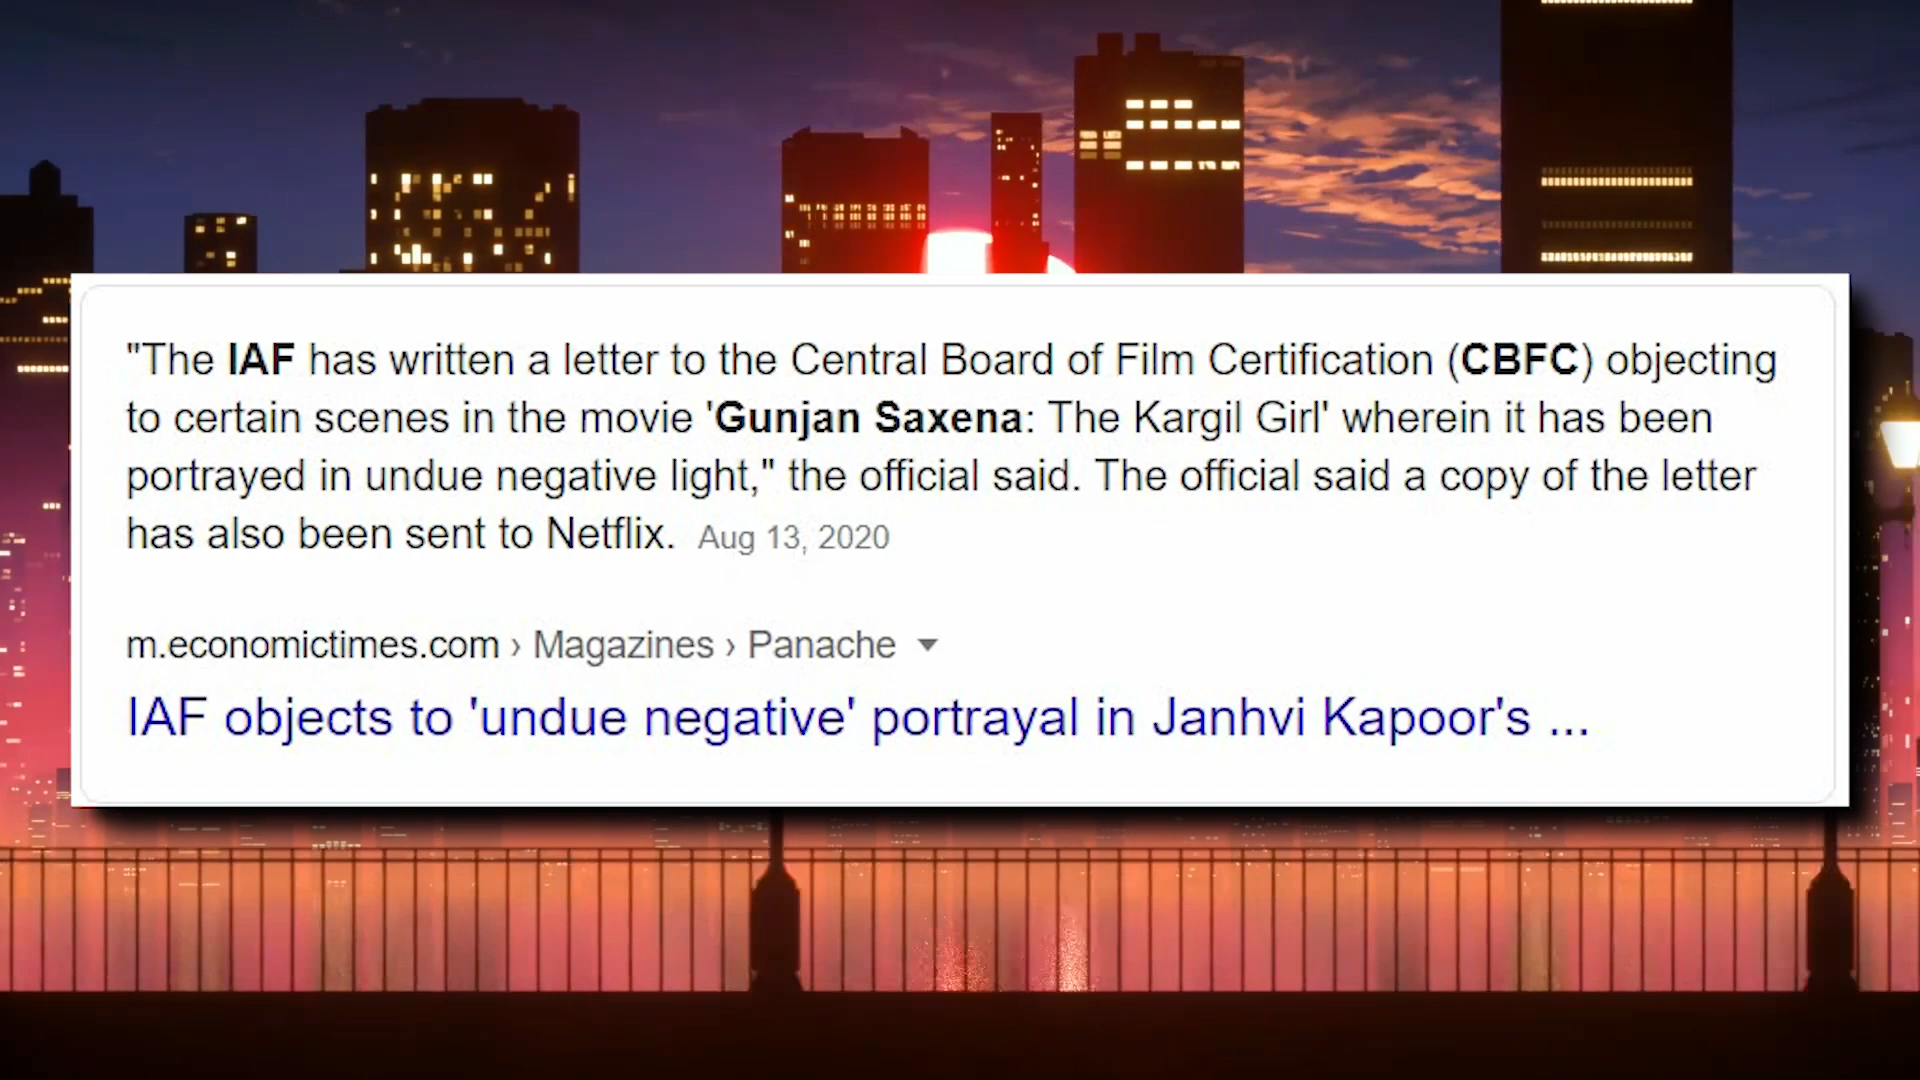 "The IAF has written a letter to the Central Board of Film Certification (CBFC) objecting
to certain scenes in the movie 'Gunjan Saxena: The Kargil Girl' wherein it has been
portrayed in undue negative light," the official said. The official said a copy of the letter
has also been sent to Netflix. Aug 13, 2020
m.economictimes.com › Magazines › Panache
IAF objects to 'undue negative' portrayal in Janhvi Kapoor's ...